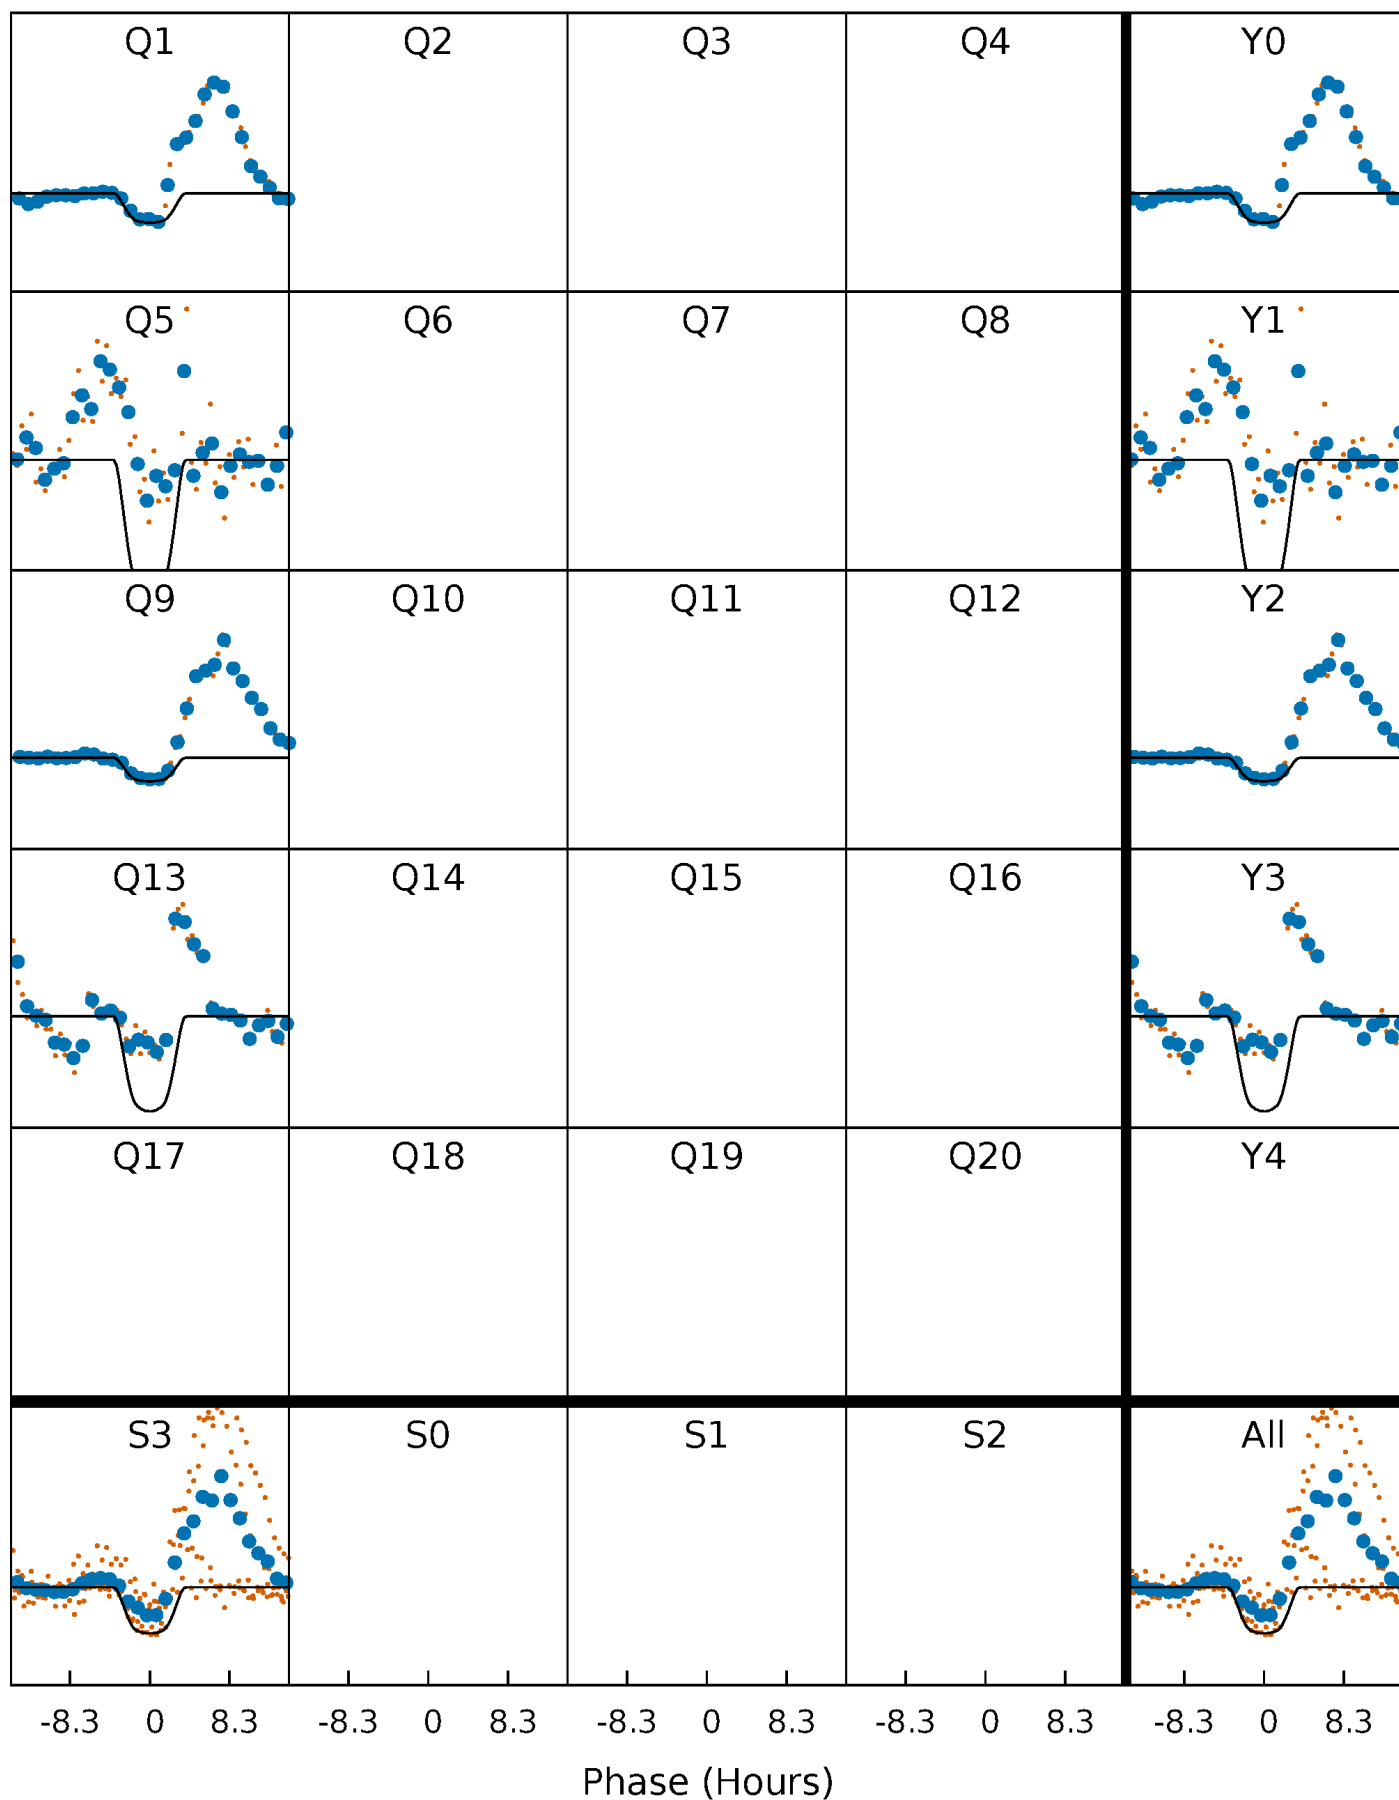 Q1 Q2 Q3 Q4 Y0
Q5 Q6 Q7 Q8 Y1
Q9 Q10 Q11 Q12 Y2
Q13 Q14 Q15 Q16 Y3
Q17 Q18 Q19 Q20 Y4
S3 S0 S1 S2 All
-8.3 0 8.3 -8.3 0 8.3 -8.3 0 8.3 -8.3 0 8.3 -8.3 0 8.3
Phase (Hours)